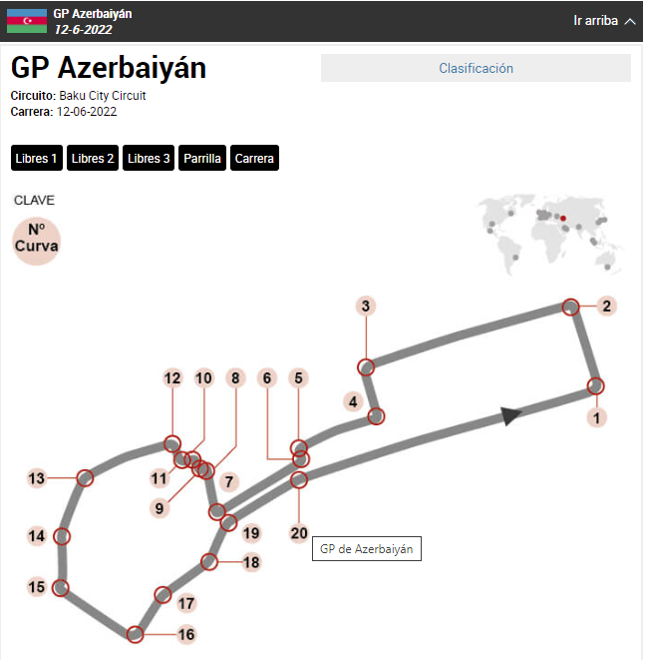 GP Azerbaiyán
12-6-2022
Ir arriba
GP Azerbaiyán
Clasificación
Circuito: Baku City Circuit
Carrera: 12-06-2022
Libres 1 Libres 2 Libres 3 Parrilla Carrera
CLAVE
Nº
Curva
3
2
12 10 8 6 5
4
1
13
11
7
9
14
20
19
GP de Azerbaiyán
18
15
17
16